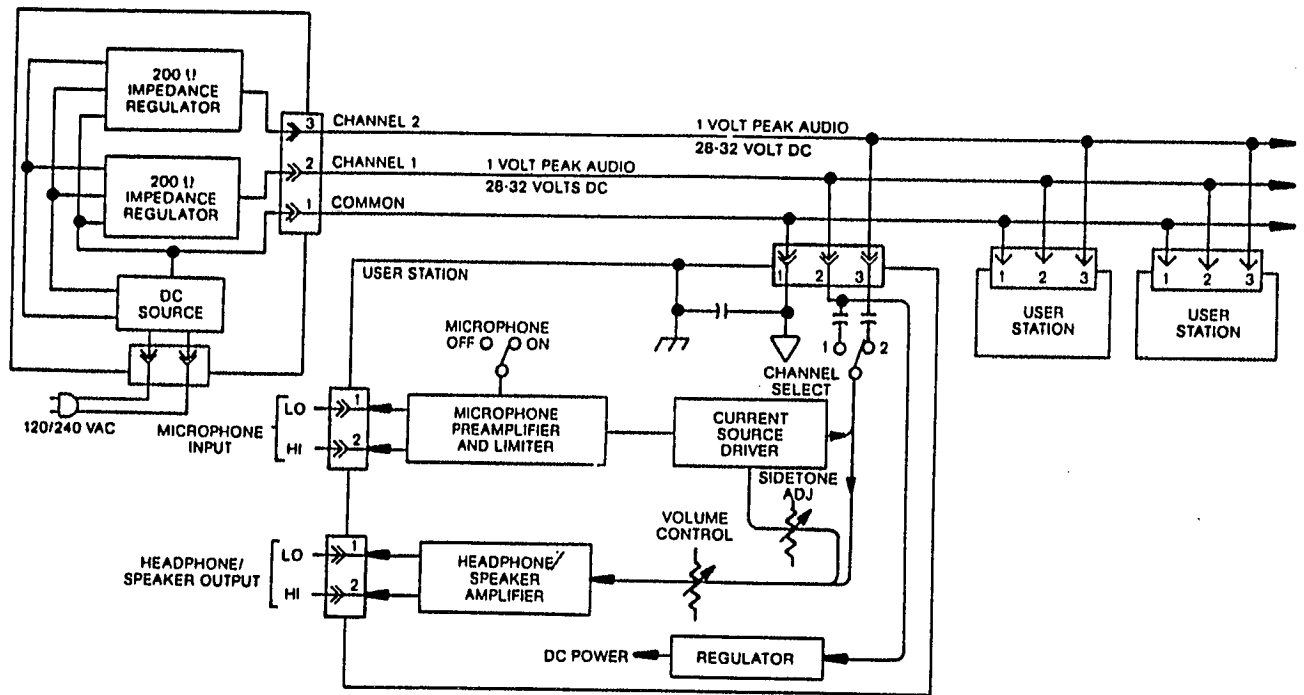 200 Ω
IMPEDANCE
REGULATOR
3
CHANNEL 2
1 VOLT PEAK AUDIO
28-32 VOLT DC
200 Ω
IMPEDANCE
REGULATOR
2
CHANNEL 1
1 VOLT PEAK AUDIO
28-32 VOLTS DC
1
COMMON
DC
SOURCE
120/240 VAC
USER STATION
1 2 3
1 2 3
USER
STATION
1 2 3
USER
STATION
MICROPHONE
OFF ON
1 2
CHANNEL
SELECT
MICROPHONE
INPUT
LO
HI
1
2
MICROPHONE
PREAMPLIFIER
AND LIMITER
CURRENT
SOURCE
DRIVER
SIDETONE
ADJ
VOLUME
CONTROL
HEADPHONE/
SPEAKER OUTPUT
LO
HI
1
2
HEADPHONE/
SPEAKER
AMPLIFIER
DC POWER
REGULATOR